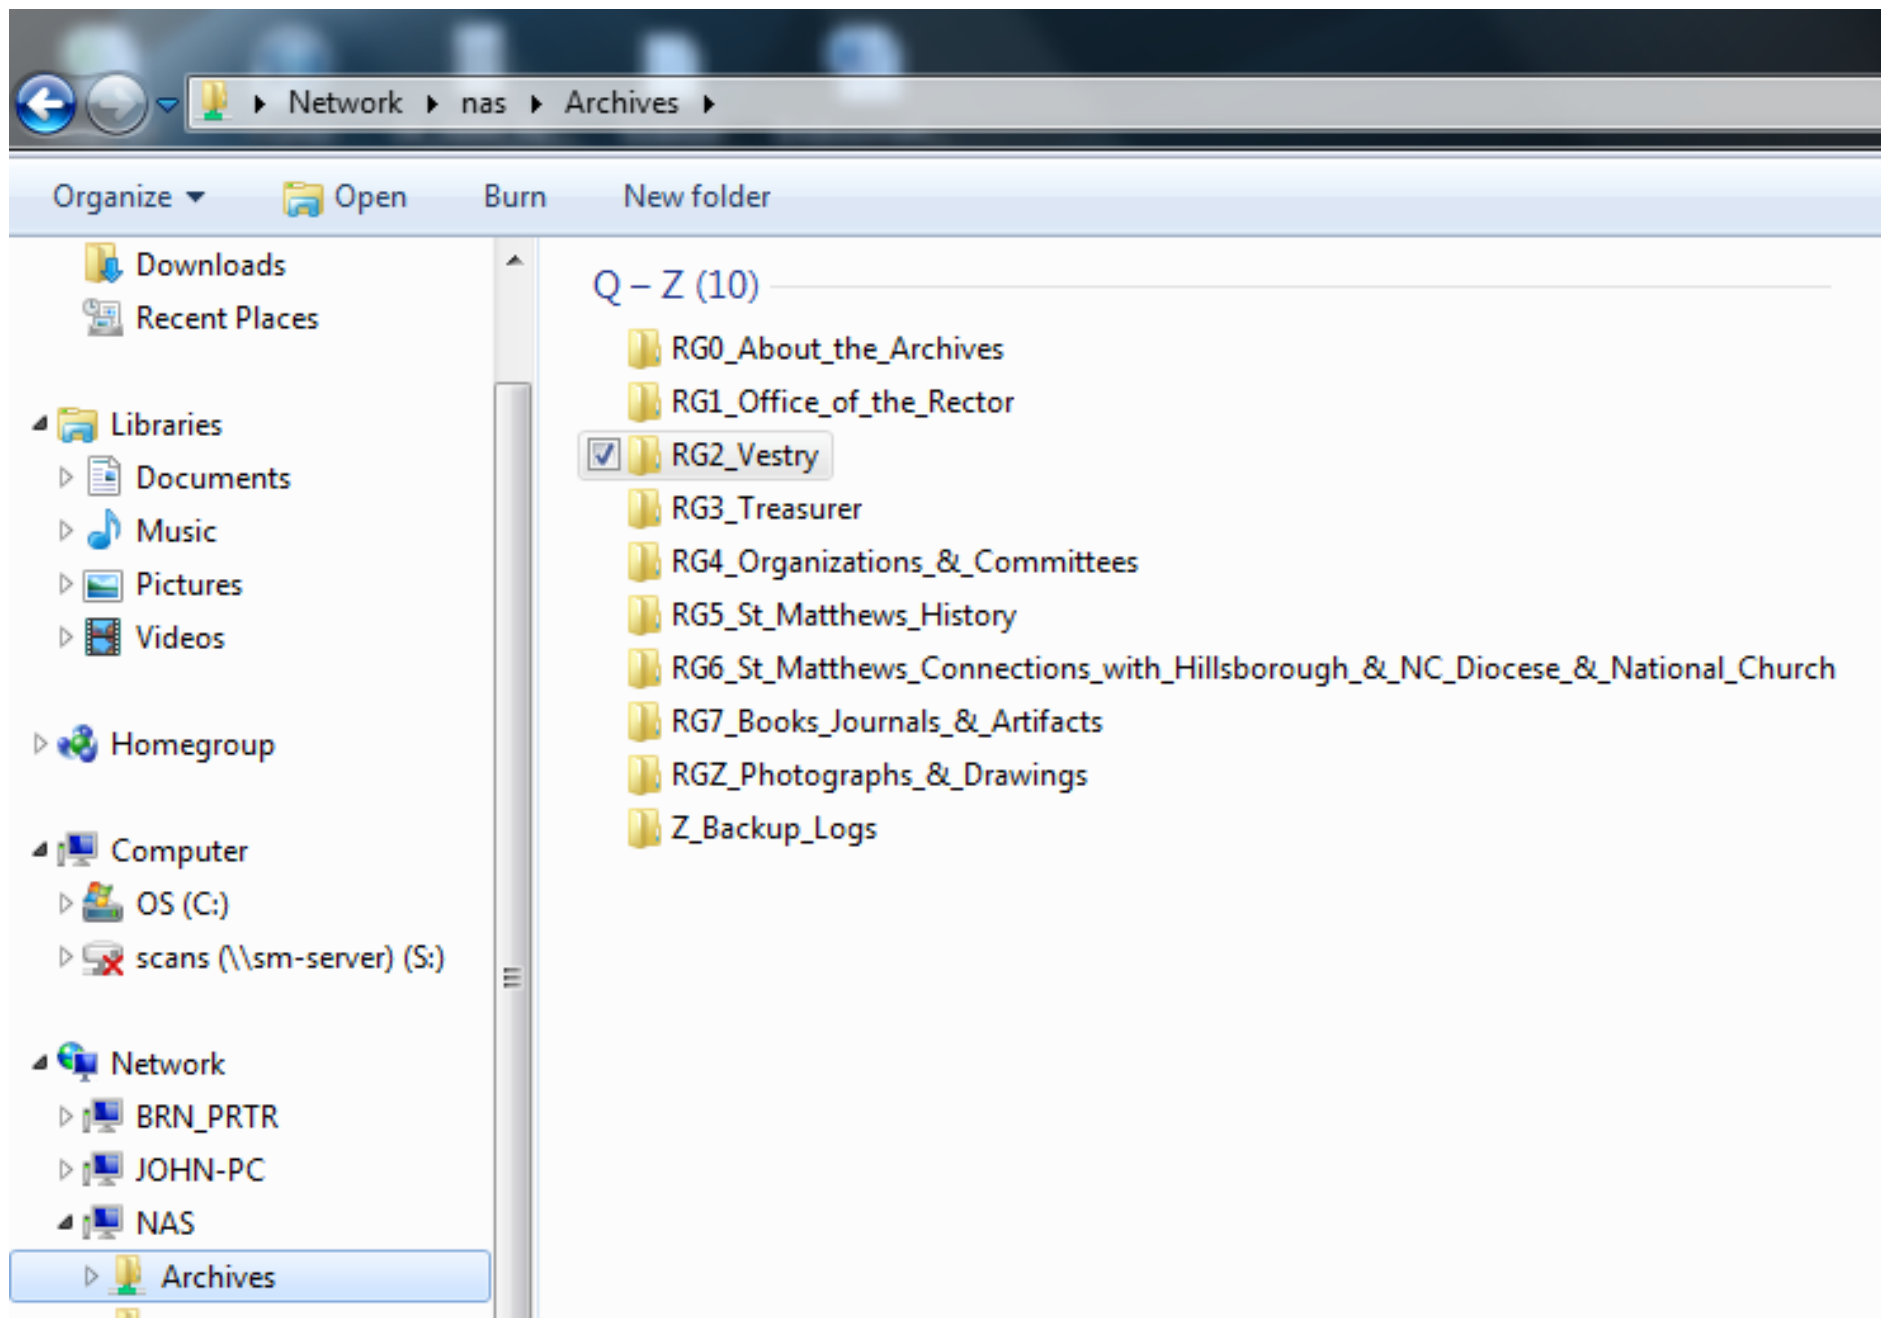 Network nas Archives
Organize Open Burn New folder
Downloads
Recent Places
Libraries
Documents
Music
Pictures
Videos
Homegroup
Computer
OS (C:)
scans (\\sm-server) (S:)
Network
BRN_PRTR
JOHN-PC
NAS
Archives
Q – Z (10)
RG0_About_the_Archives
RG1_Office_of_the_Rector
RG2_Vestry
RG3_Treasurer
RG4_Organizations_&_Committees
RG5_St_Matthews_History
RG6_St_Matthews_Connections_with_Hillsborough_&_NC_Diocese_&_National_Church
RG7_Books_Journals_&_Artifacts
RGZ_Photographs_&_Drawings
Z_Backup_Logs